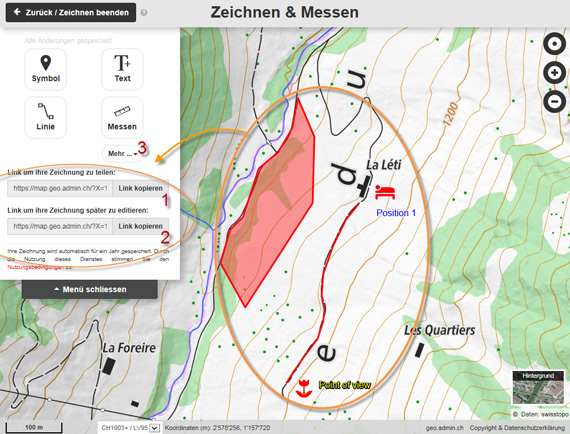 Zurück / Zeichnen beenden
Zeichnen & Messen
Alle Änderungen gespeichert
Symbol
Text
Linie
Messen
Mehr ...
3
Link um ihre Zeichnung zu teilen:
https://map.geo.admin.ch/?X=1
Link kopieren
1
Link um ihre Zeichnung später zu editieren:
https://map.geo.admin.ch/?X=1
Link kopieren
2
Ihre Zeichnung wird automatisch für ein Jahr gespeichert. Durch
die Nutzung dieses Dienstes stimmen sie den
Nutzungsbedingungen zu.
Menü schliessen
u
d
e
1200
La Léti
Position 1
Les Quartiers
La Foreire
Point of view
Hintergrund
© Daten: swisstopo
100 m
CH1903+ / LV95
Koordinaten (m): 2'578'256, 1'157'720
geo.admin.ch
Copyright & Datenschutzerklärung